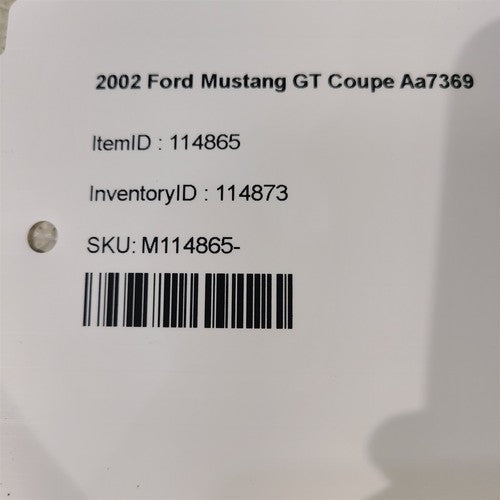 2002 Ford Mustang GT Coupe Aa7369
ItemID : 114865
InventoryID : 114873
SKU: M114865-